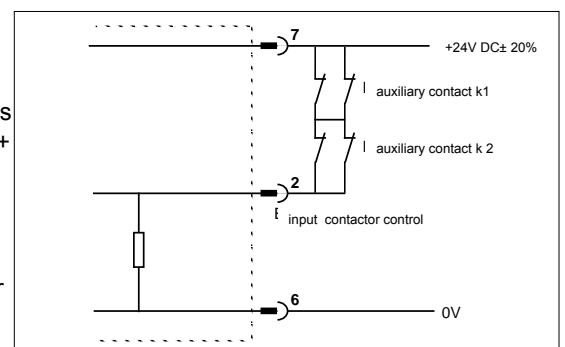 7
+24V DC± 20%
auxiliary contact k1
s
+
auxiliary contact k 2
2
input contactor control
6
0V